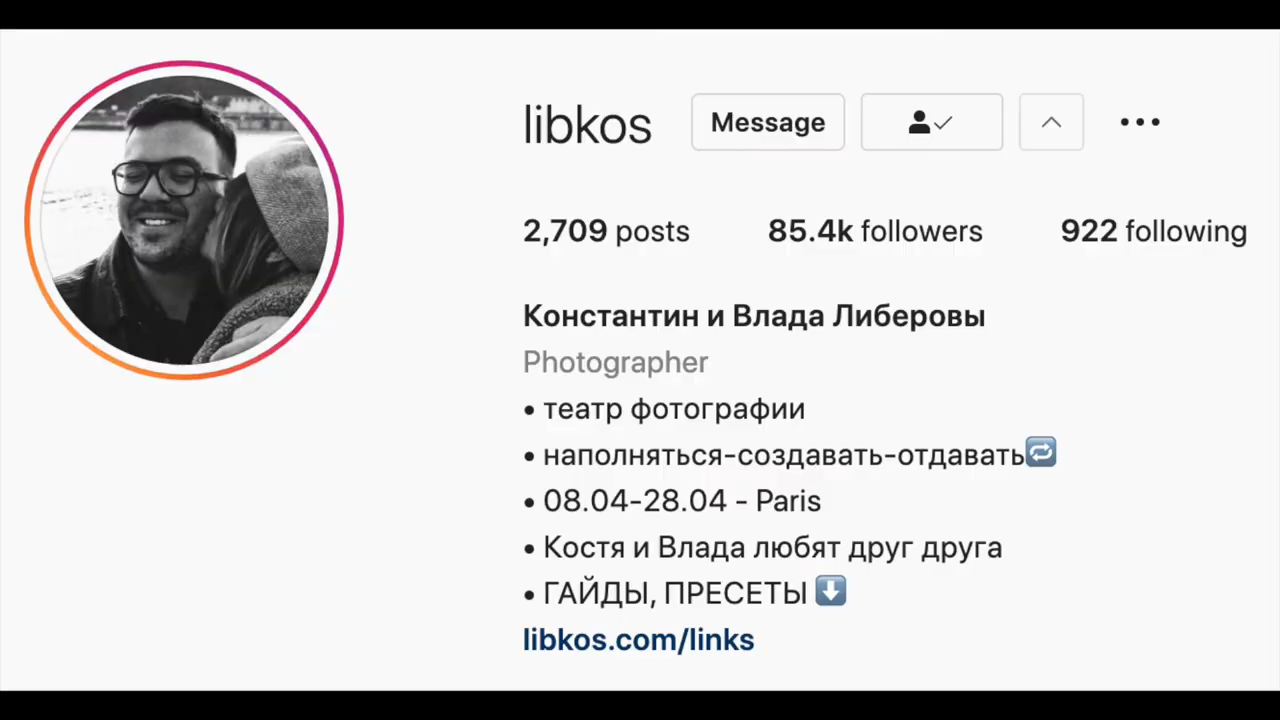 libkos Message
2,709 posts 85.4k followers 922 following
Константин и Влада Либеровы
Photographer
• театр фотографии
• наполняться-создавать-отдавать🔁
• 08.04-28.04 - Paris
• Костя и Влада любят друг друга
• ГАЙДЫ, ПРЕСЕТЫ ⬇️
libkos.com/links